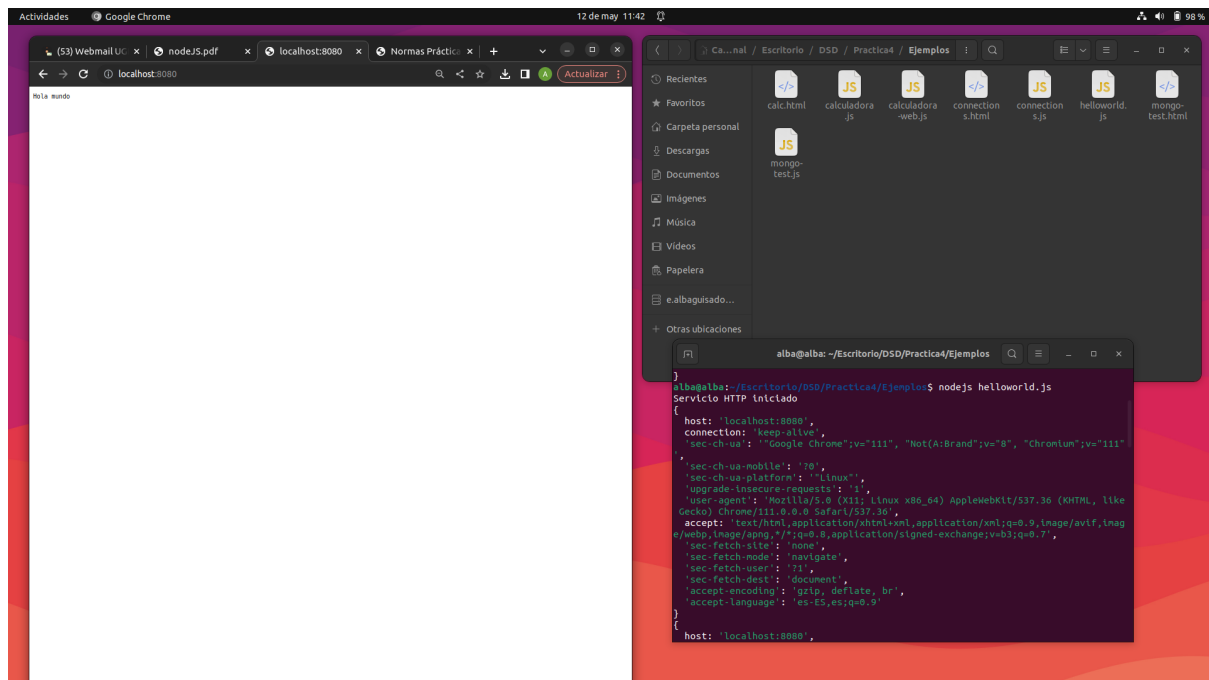 Actividades Google Chrome 12 de may 11:42 98 %
(53) Webmail UG nodeJS.pdf localhost:8080 Normas Práctic
localhost:8080 A Actualizar
Hola mundo
Ca...nal / Escritorio / DSD / Practica4 / Ejemplos
Recientes
Favoritos
Carpeta personal
Descargas
Documentos
Imágenes
Música
Vídeos
Papelera
e.albaguisado...
Otras ubicaciones
calc.html
calculadora
.js
calculadora
-web.js
connection
s.html
connection
s.js
helloworld.
js
mongo-
test.html
mongo-
test.js
alba@alba: ~/Escritorio/DSD/Practica4/Ejemplos
}
alba@alba:~/Escritorio/DSD/Practica4/Ejemplos$ nodejs helloworld.js
Servicio HTTP iniciado
{
host: 'localhost:8080',
connection: 'keep-alive',
'sec-ch-ua': '"Google Chrome";v="111", "Not(A:Brand";v="8", "Chromium";v="111"
',
'sec-ch-ua-mobile': '?0',
'sec-ch-ua-platform': '"Linux"',
'upgrade-insecure-requests': '1',
'user-agent': 'Mozilla/5.0 (X11; Linux x86_64) AppleWebKit/537.36 (KHTML, like
Gecko) Chrome/111.0.0.0 Safari/537.36',
accept: 'text/html,application/xhtml+xml,application/xml;q=0.9,image/avif,imag
e/webp,image/apng,*/*;q=0.8,application/signed-exchange;v=b3;q=0.7',
'sec-fetch-site': 'none',
'sec-fetch-mode': 'navigate',
'sec-fetch-user': '?1',
'sec-fetch-dest': 'document',
'accept-encoding': 'gzip, deflate, br',
'accept-language': 'es-ES,es;q=0.9'
}
{
host: 'localhost:8080',